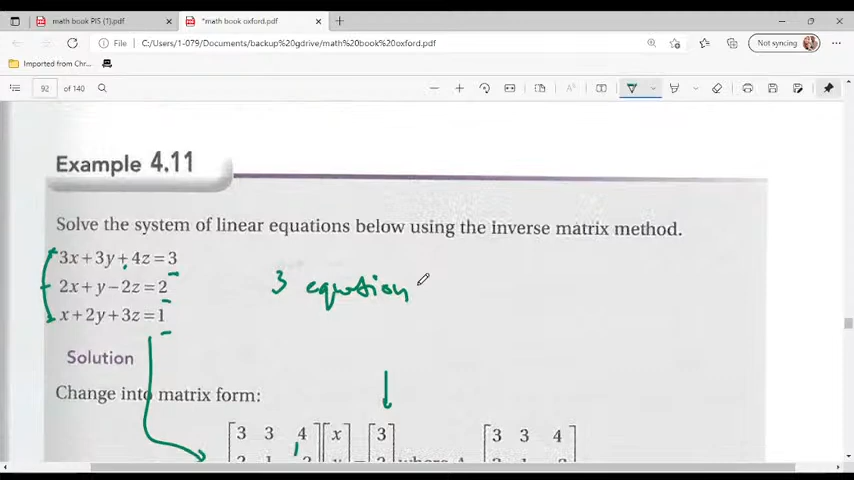 math book PIS (1).pdf
*math book oxford.pdf
File
C:/Users/1-079/Documents/backup%20gdrive/math%20book%20oxford.pdf
Not syncing
Imported from Chr...
92 of 140
Example 4.11
Solve the system of linear equations below using the inverse matrix method.
3x+3y+4z=3
2x+y−2z=2
3 equation
x+2y+3z=1
Solution
Change into matrix form:
3 3 4 x 3 3 3 4
where